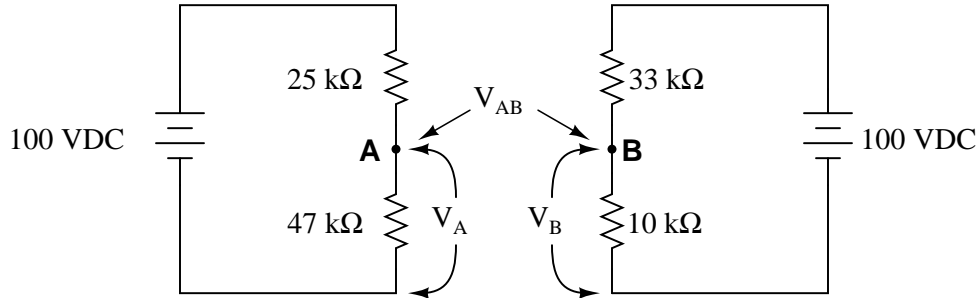 25 kΩ
33 kΩ
V_AB
100 VDC
A
B
100 VDC
47 kΩ
V_A
V_B
10 kΩ